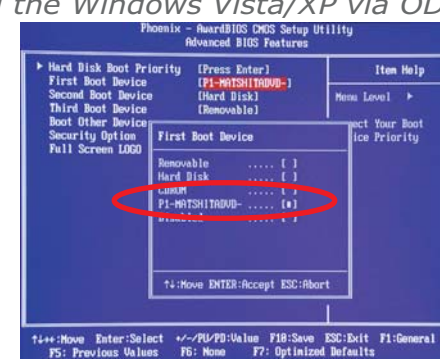 the Windows Vista/XP via OD
Phoenix - AwardBIOS CMOS Setup Utility
Advanced BIOS Features
▶ Hard Disk Boot Priority [Press Enter]
First Boot Device [P1-MATSHITADVD-]
Second Boot Device [Hard Disk]
Third Boot Device [Removable]
Boot Other Device
Security Option
Full Screen LOGO
Item Help
Menu Level ▶
ect Your Boot
ice Priority
First Boot Device
Removable ..... [ ]
Hard Disk ..... [ ]
CDROM ..... [ ]
P1-MATSHITADVD- ..... [■]
Disabled ..... [ ]
↑↓:Move ENTER:Accept ESC:Abort
↑↓→←:Move Enter:Select +/-/PU/PD:Value F10:Save ESC:Exit F1:General
F5: Previous Values F6: None F7: Optimized Defaults